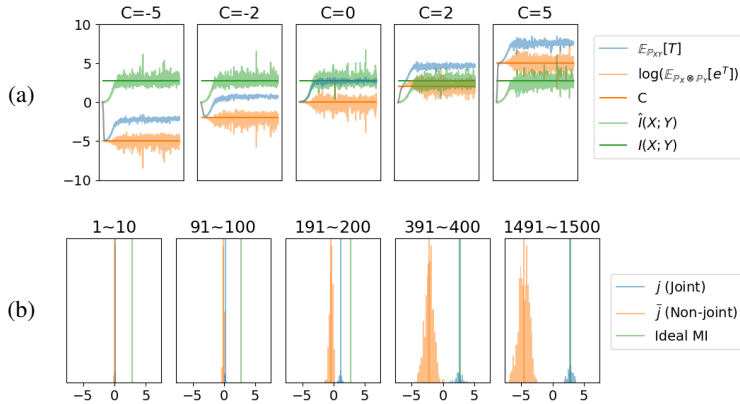 C=-5 C=-2 C=0 C=2 C=5
10
5
0
−5
−10
(a)
𝔼_{ℙ_{XY}}[T]
log(𝔼_{ℙ_X⊗ℙ_Y}[e^T])
C
Î(X; Y)
I(X; Y)
1~10 91~100 191~200 391~400 1491~1500
(b)
j (Joint)
j̄ (Non-joint)
Ideal MI
−5 0 5 −5 0 5 −5 0 5 −5 0 5 −5 0 5